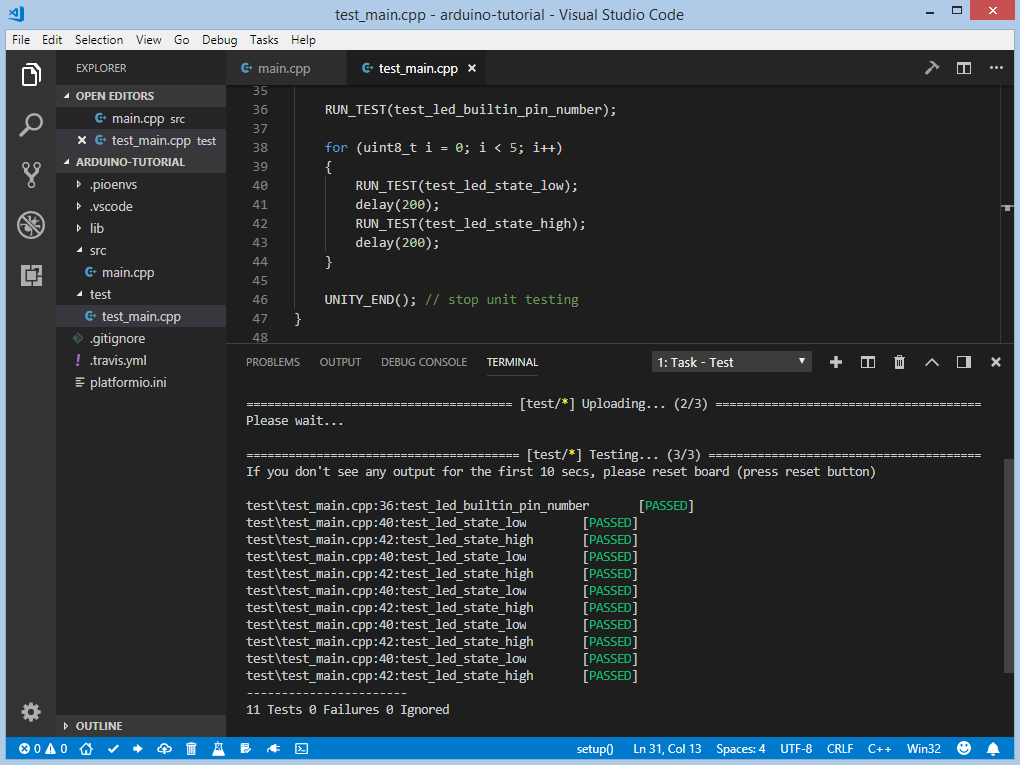 test_main.cpp - arduino-tutorial - Visual Studio Code
File Edit Selection View Go Debug Tasks Help
EXPLORER
OPEN EDITORS
main.cpp src
test_main.cpp test
ARDUINO-TUTORIAL
.pioenvs
.vscode
lib
src
main.cpp
test
test_main.cpp
.gitignore
.travis.yml
platformio.ini
OUTLINE
main.cpp test_main.cpp
35
36 RUN_TEST(test_led_builtin_pin_number);
37
38 for (uint8_t i = 0; i < 5; i++)
39 {
40 RUN_TEST(test_led_state_low);
41 delay(200);
42 RUN_TEST(test_led_state_high);
43 delay(200);
44 }
45
46 UNITY_END(); // stop unit testing
47 }
48
PROBLEMS OUTPUT DEBUG CONSOLE TERMINAL 1: Task - Test
====================================== [test/*] Uploading... (2/3) ======================================
Please wait...
======================================= [test/*] Testing... (3/3) =======================================
If you don't see any output for the first 10 secs, please reset board (press reset button)
test\test_main.cpp:36:test_led_builtin_pin_number [PASSED]
test\test_main.cpp:40:test_led_state_low [PASSED]
test\test_main.cpp:42:test_led_state_high [PASSED]
test\test_main.cpp:40:test_led_state_low [PASSED]
test\test_main.cpp:42:test_led_state_high [PASSED]
test\test_main.cpp:40:test_led_state_low [PASSED]
test\test_main.cpp:42:test_led_state_high [PASSED]
test\test_main.cpp:40:test_led_state_low [PASSED]
test\test_main.cpp:42:test_led_state_high [PASSED]
test\test_main.cpp:40:test_led_state_low [PASSED]
test\test_main.cpp:42:test_led_state_high [PASSED]
-----------------------
11 Tests 0 Failures 0 Ignored
0 0 setup() Ln 31, Col 13 Spaces: 4 UTF-8 CRLF C++ Win32